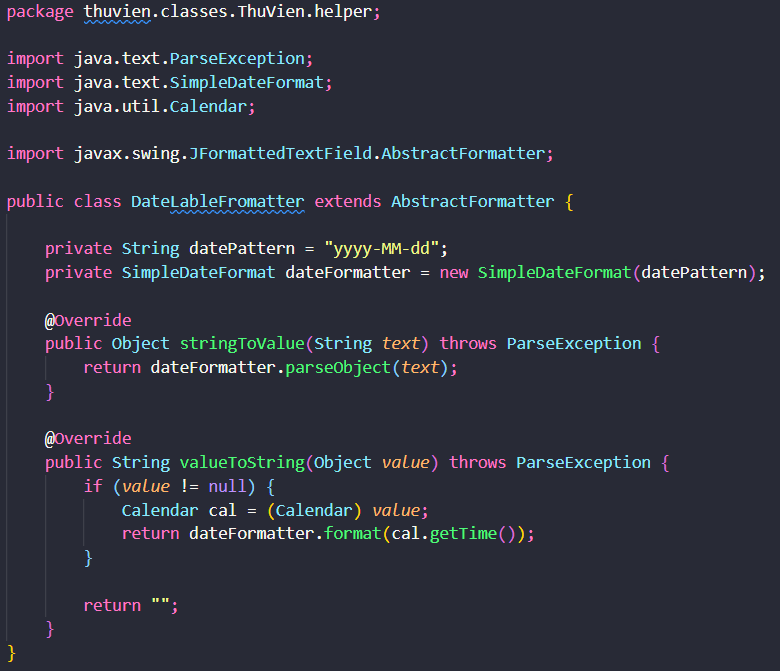 package thuvien.classes.ThuVien.helper;
import java.text.ParseException;
import java.text.SimpleDateFormat;
import java.util.Calendar;
import javax.swing.JFormattedTextField.AbstractFormatter;
public class DateLableFromatter extends AbstractFormatter {
private String datePattern = "yyyy-MM-dd";
private SimpleDateFormat dateFormatter = new SimpleDateFormat(datePattern);
@Override
public Object stringToValue(String text) throws ParseException {
return dateFormatter.parseObject(text);
}
@Override
public String valueToString(Object value) throws ParseException {
if (value != null) {
Calendar cal = (Calendar) value;
return dateFormatter.format(cal.getTime());
}
return "";
}
}